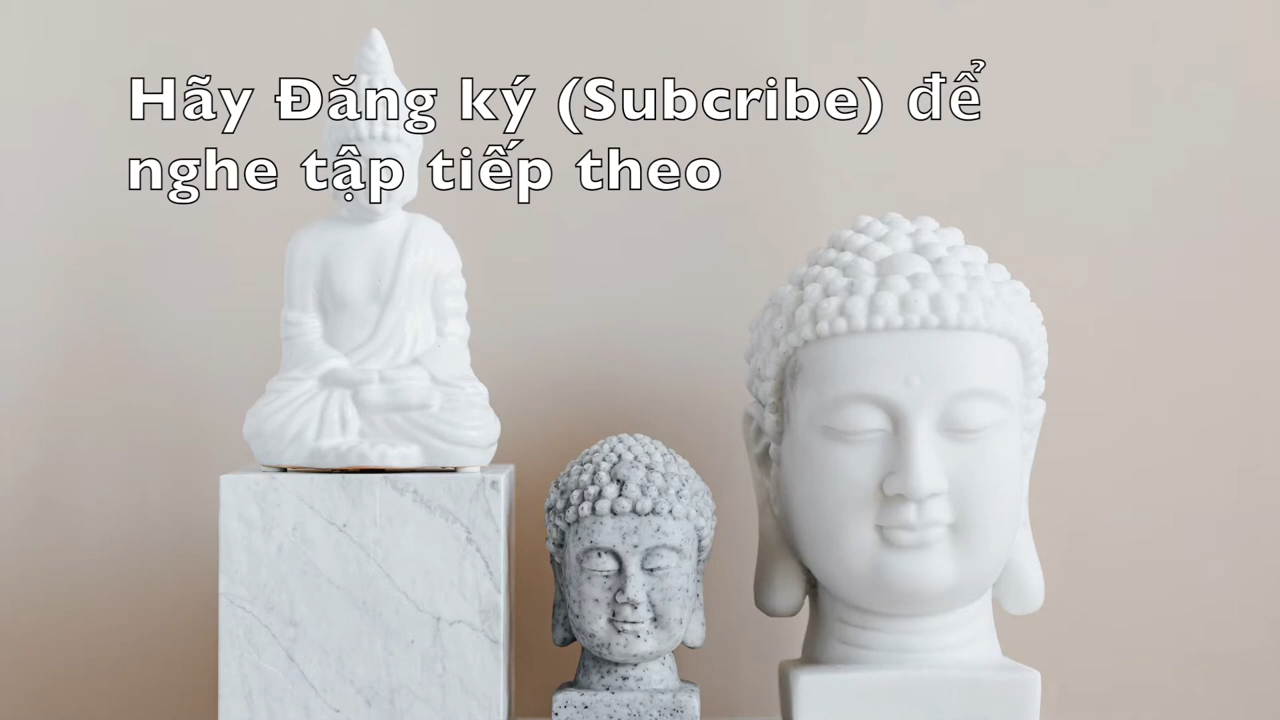 Hãy Đăng ký (Subcribe) để
nghe tập tiếp theo